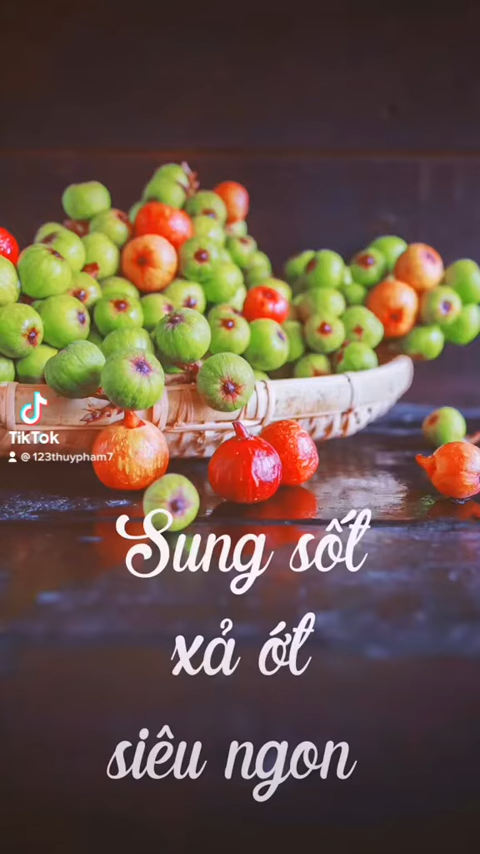 TikTok
@123thuypham7
Sung sốt
xả ớt
siêu ngon